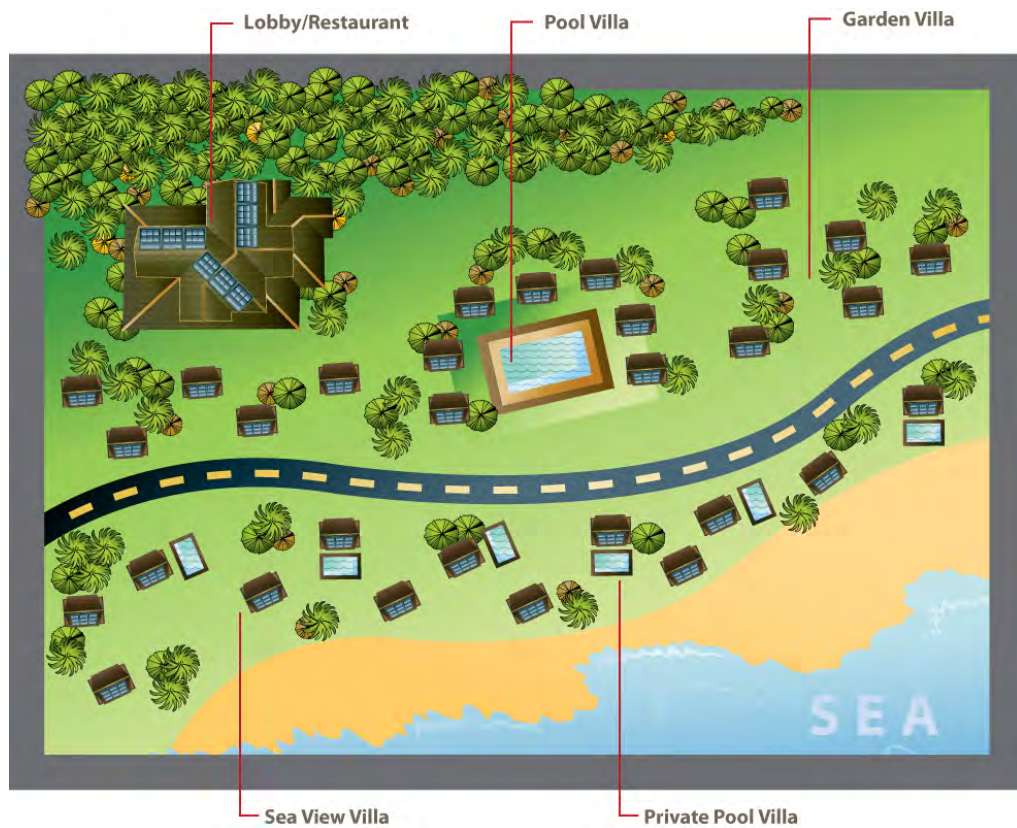 Lobby/Restaurant
Pool Villa
Garden Villa
SEA
Sea View Villa
Private Pool Villa